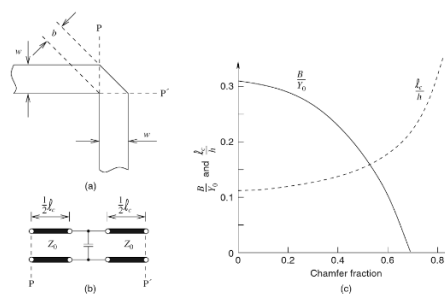 P
b
w
P'
w
(a)
½ℓc
½ℓc
Z0
Z0
P
P'
(b)
B/Y0 and ℓc/h
0.3
0.2
0.1
0
0
0.2
0.4
0.6
0.8
B/Y0
ℓc/h
Chamfer fraction
(c)